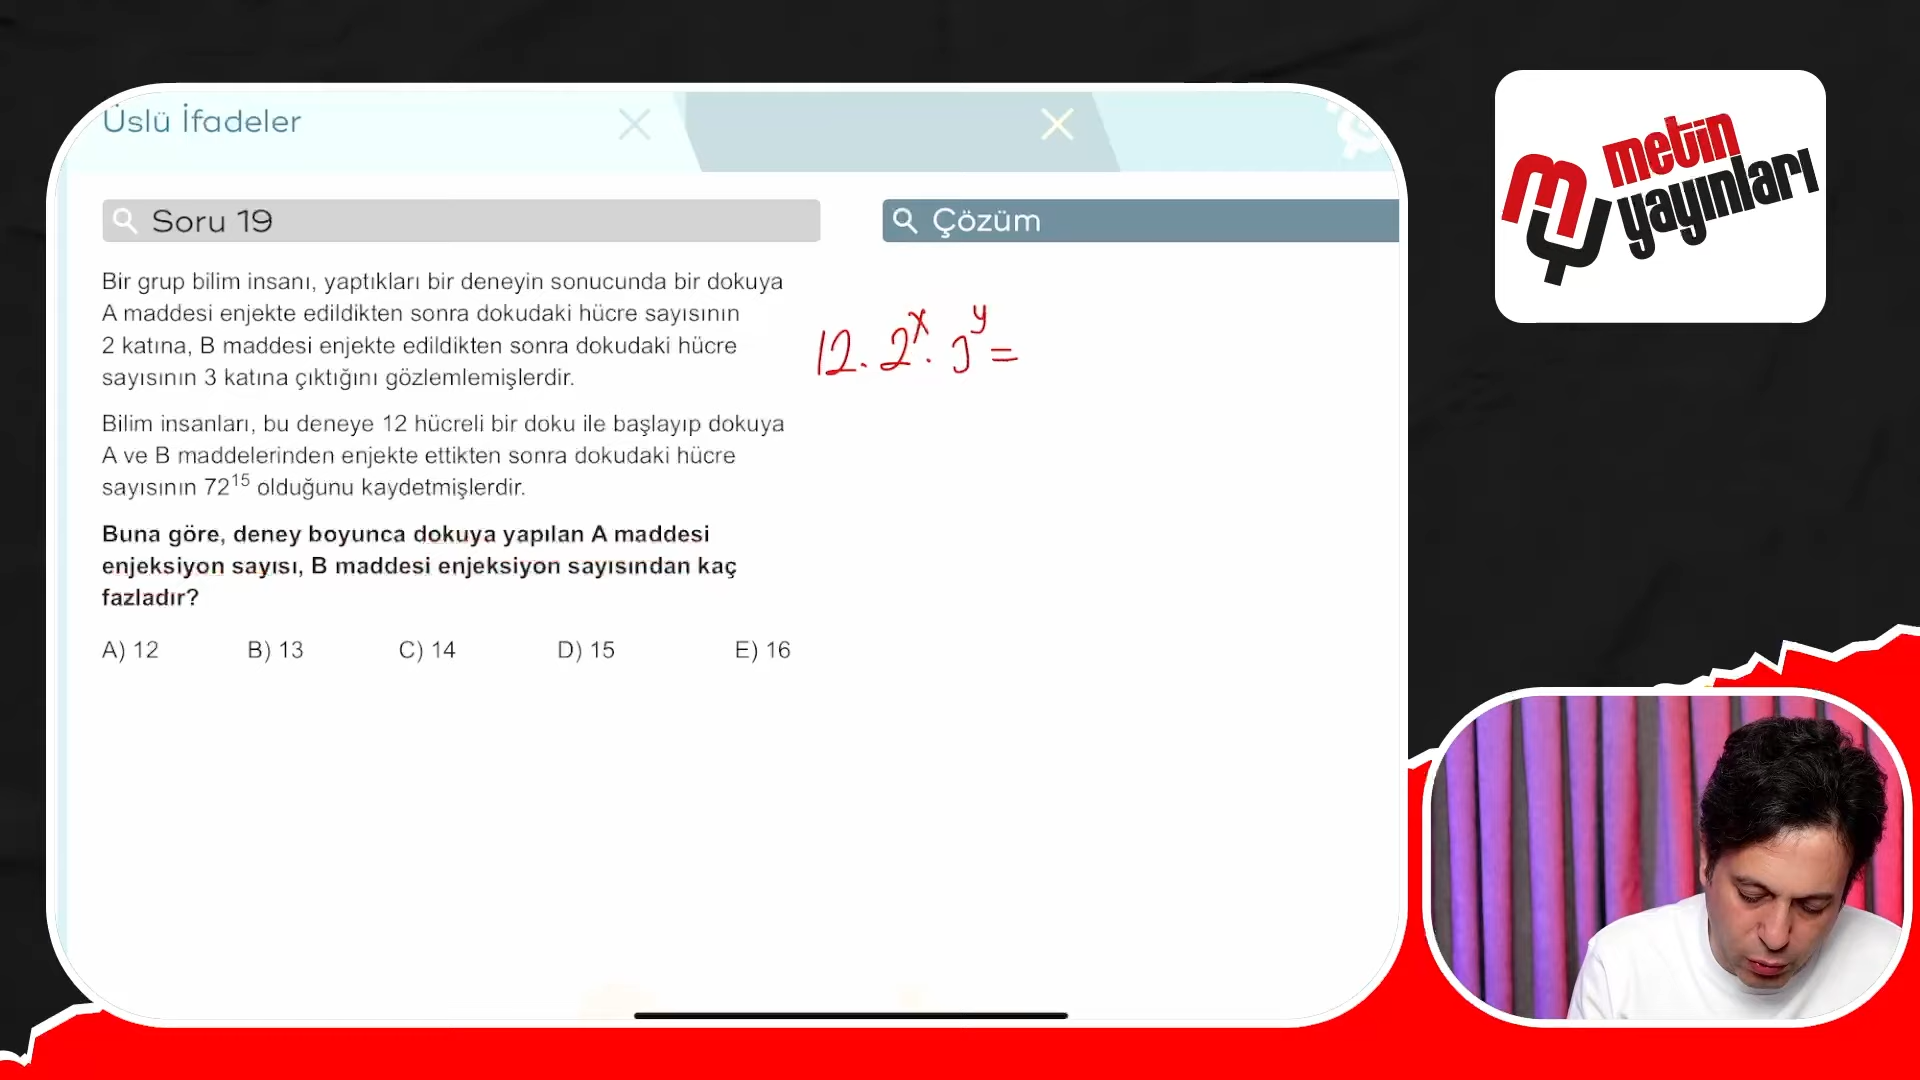 Üslü İfadeler
Soru 19
Bir grup bilim insanı, yaptıkları bir deneyin sonucunda bir dokuya
A maddesi enjekte edildikten sonra dokudaki hücre sayısının
2 katına, B maddesi enjekte edildikten sonra dokudaki hücre
sayısının 3 katına çıktığını gözlemlemişlerdir.
Bilim insanları, bu deneye 12 hücreli bir doku ile başlayıp dokuya
A ve B maddelerinden enjekte ettikten sonra dokudaki hücre
sayısının 72¹⁵ olduğunu kaydetmişlerdir.
Buna göre, deney boyunca dokuya yapılan A maddesi
enjeksiyon sayısı, B maddesi enjeksiyon sayısından kaç
fazladır?
A) 12 B) 13 C) 14 D) 15 E) 16
Çözüm
12. 2ˣ. 3ʸ =
metin
yayınları